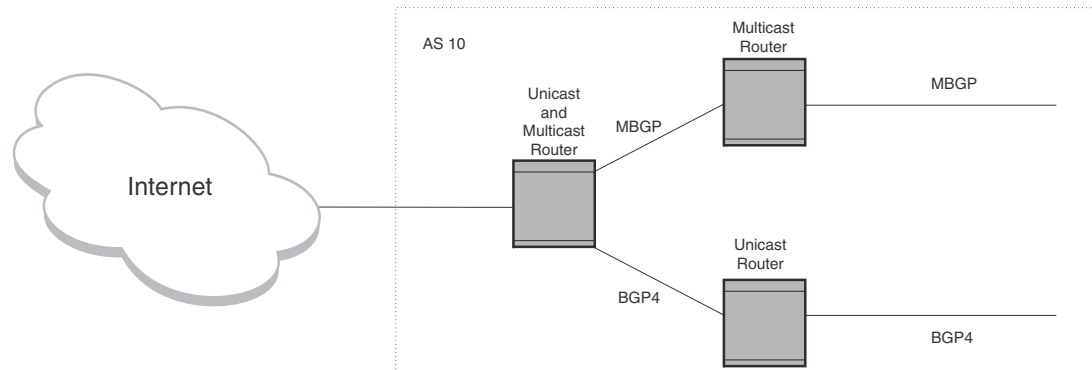 AS 10
Multicast
Router
MBGP
Unicast
and
Multicast
Router
MBGP
Internet
Unicast
Router
BGP4
BGP4